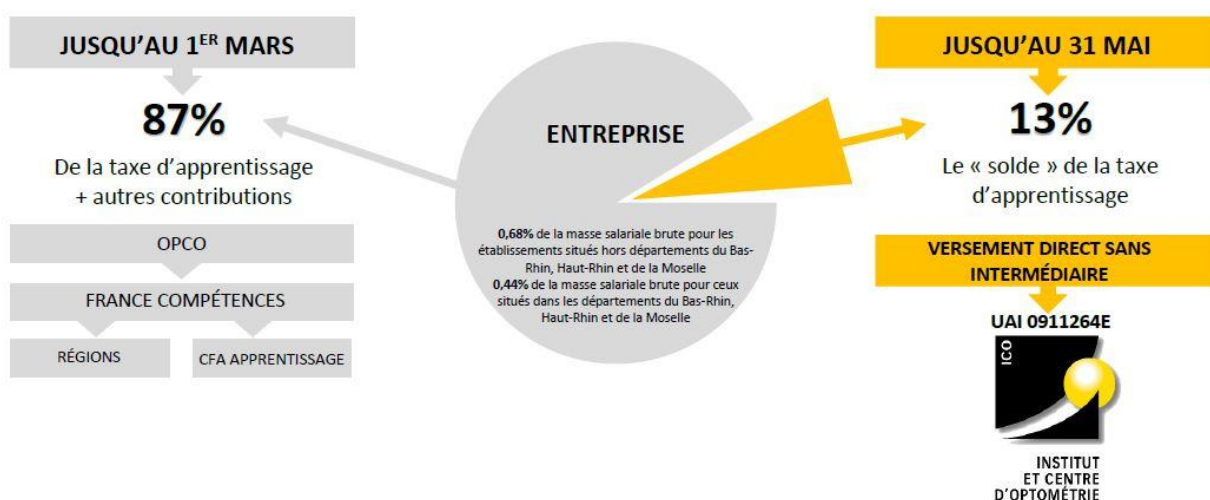 JUSQU'AU 1ER MARS
87%
De la taxe d'apprentissage
+ autres contributions
OPCO
FRANCE COMPÉTENCES
RÉGIONS
CFA APPRENTISSAGE
ENTREPRISE
0,68% de la masse salariale brute pour les
établissements situés hors départements du Bas-
Rhin, Haut-Rhin et de la Moselle
0,44% de la masse salariale brute pour ceux
situés dans les départements du Bas-Rhin,
Haut-Rhin et de la Moselle
JUSQU'AU 31 MAI
13%
Le « solde » de la taxe
d'apprentissage
VERSEMENT DIRECT SANS
INTERMÉDIAIRE
UAI 0911264E
ICO
INSTITUT
ET CENTRE
D'OPTOMÉTRIE